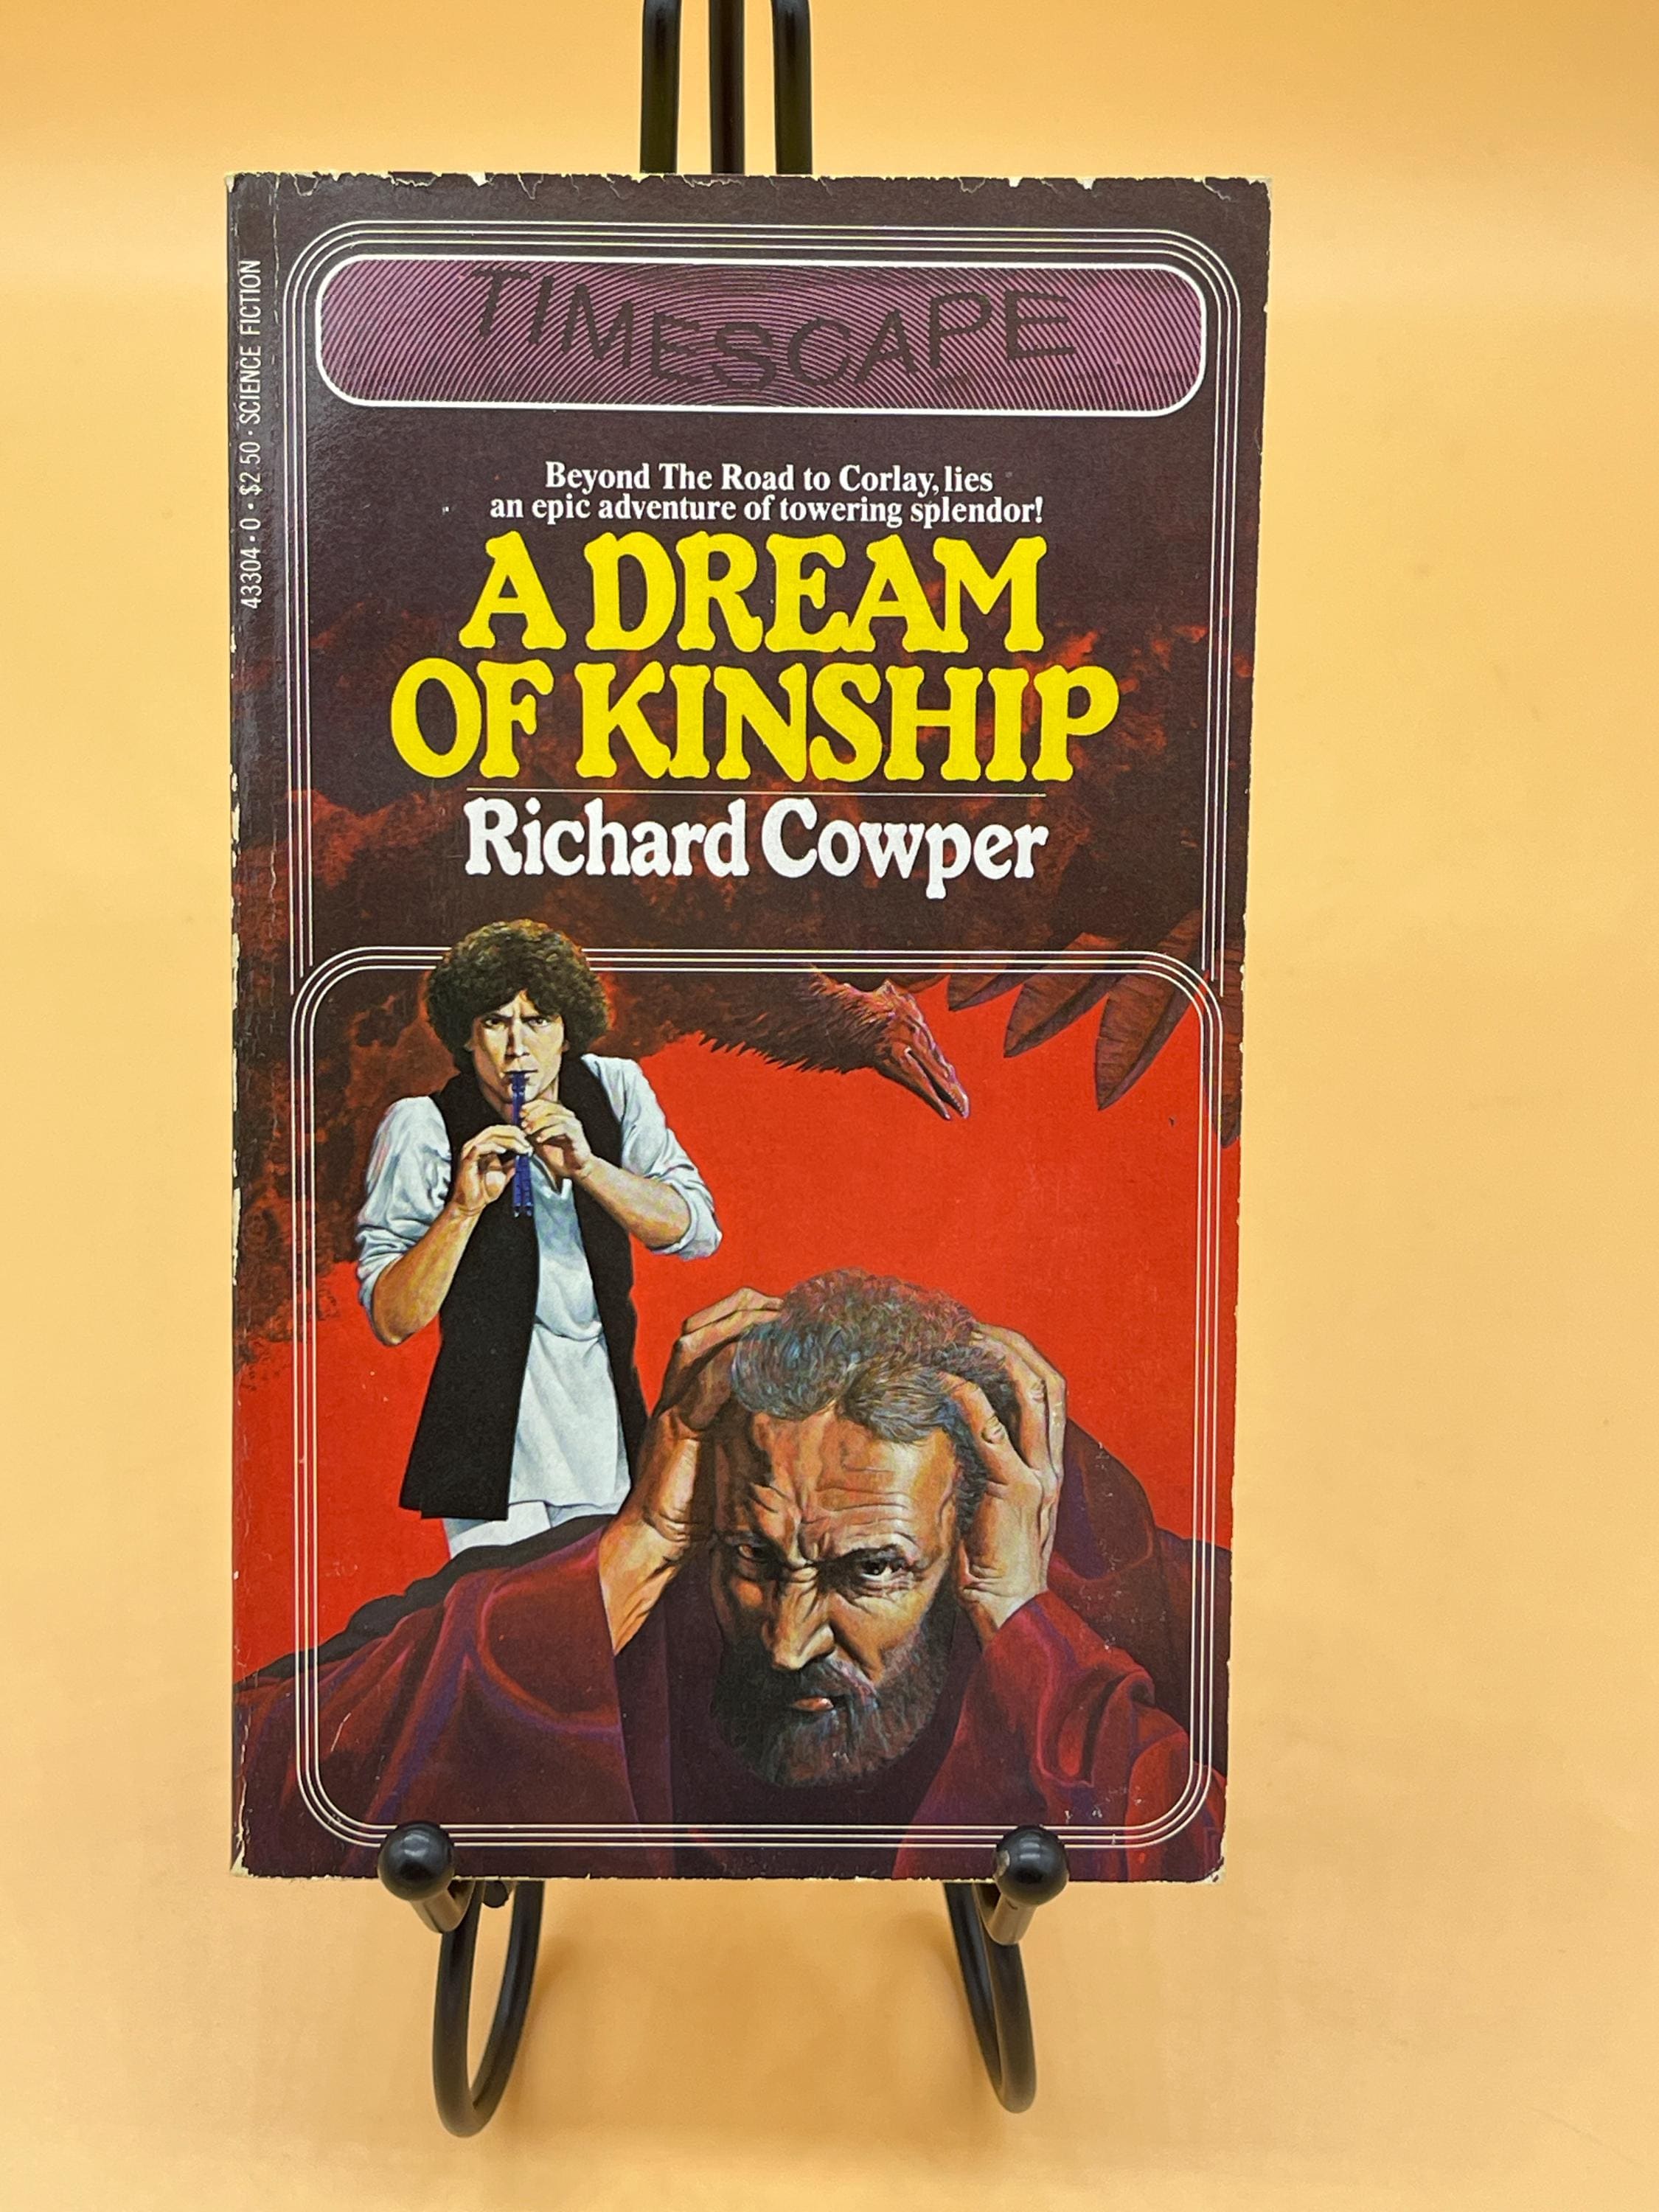 TIMESCAPE
43304-0·$2.50·SCIENCE FICTION
Beyond The Road to Corlay, lies
an epic adventure of towering splendor!
A DREAM
OF KINSHIP
Richard Cowper